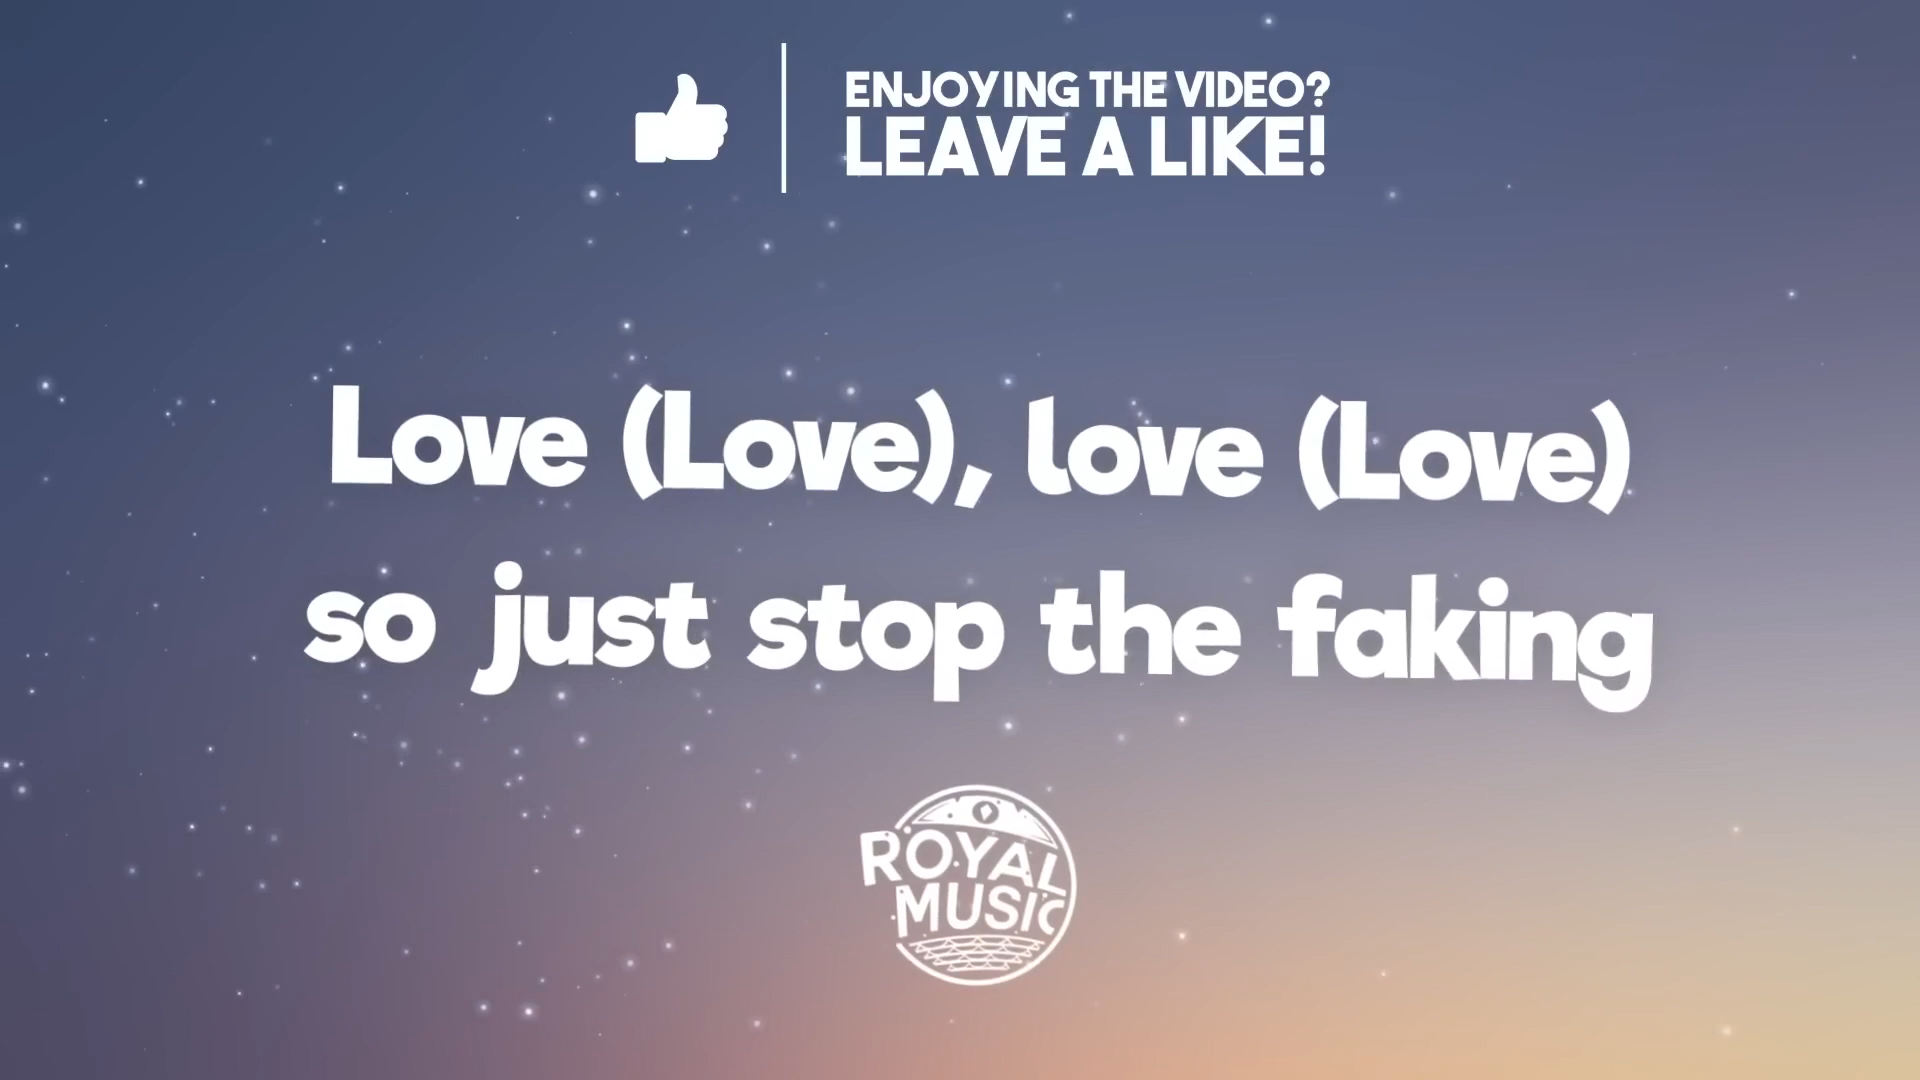 ENJOYING THE VIDEO?
LEAVE A LIKE!
Love (Love), love (Love)
so just stop the faking
ROYAL
MUSIC